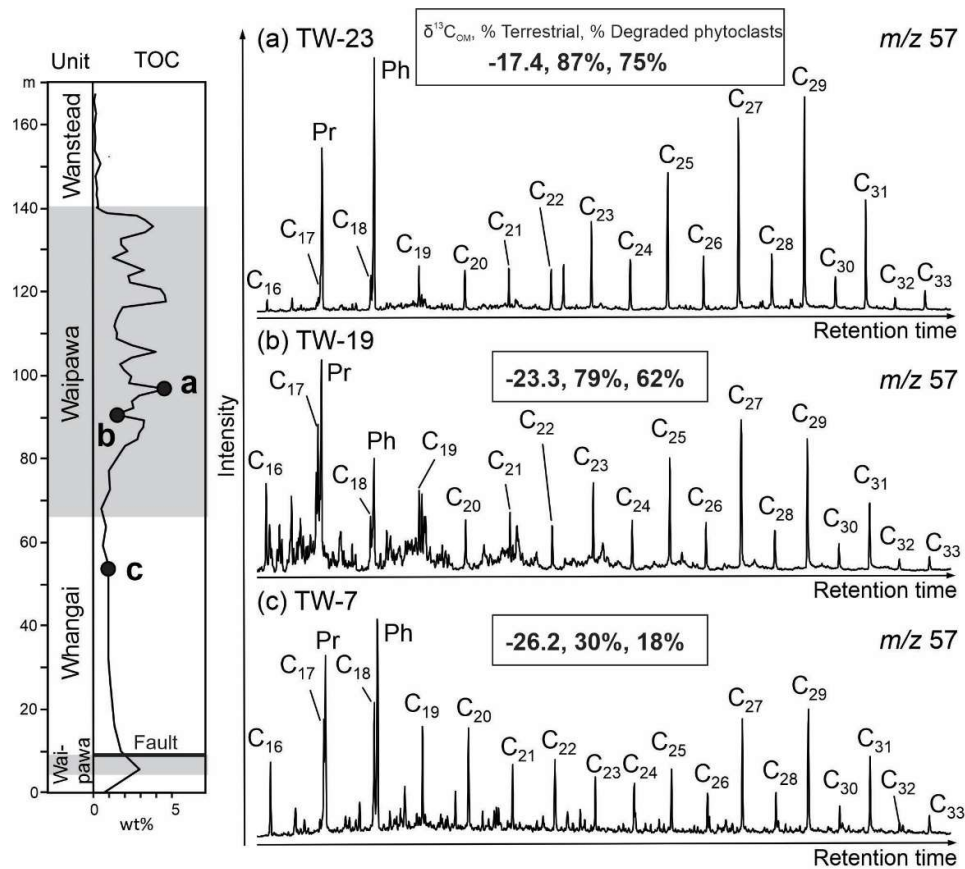 Unit TOC
m
160
140
120
100
80
60
40
20
0
Wanstead
Waipawa
Whangai
Wai-
pawa
a
b
c
Fault
0 5
wt%
Intensity
(a) TW-23
δ¹³C_OM, % Terrestrial, % Degraded phytoclasts
-17.4, 87%, 75%
m/z 57
C₁₆
C₁₇
Pr
C₁₈
Ph
C₁₉
C₂₀
C₂₁
C₂₂
C₂₃
C₂₄
C₂₅
C₂₆
C₂₇
C₂₈
C₂₉
C₃₀
C₃₁
C₃₂
C₃₃
Retention time
(b) TW-19
-23.3, 79%, 62%
m/z 57
C₁₆
C₁₇
Pr
C₁₈
Ph
C₁₉
C₂₀
C₂₁
C₂₂
C₂₃
C₂₄
C₂₅
C₂₆
C₂₇
C₂₈
C₂₉
C₃₀
C₃₁
C₃₂
C₃₃
Retention time
(c) TW-7
-26.2, 30%, 18%
m/z 57
C₁₆
C₁₇
Pr
C₁₈
Ph
C₁₉
C₂₀
C₂₁
C₂₂
C₂₃
C₂₄
C₂₅
C₂₆
C₂₇
C₂₈
C₂₉
C₃₀
C₃₁
C₃₂
C₃₃
Retention time